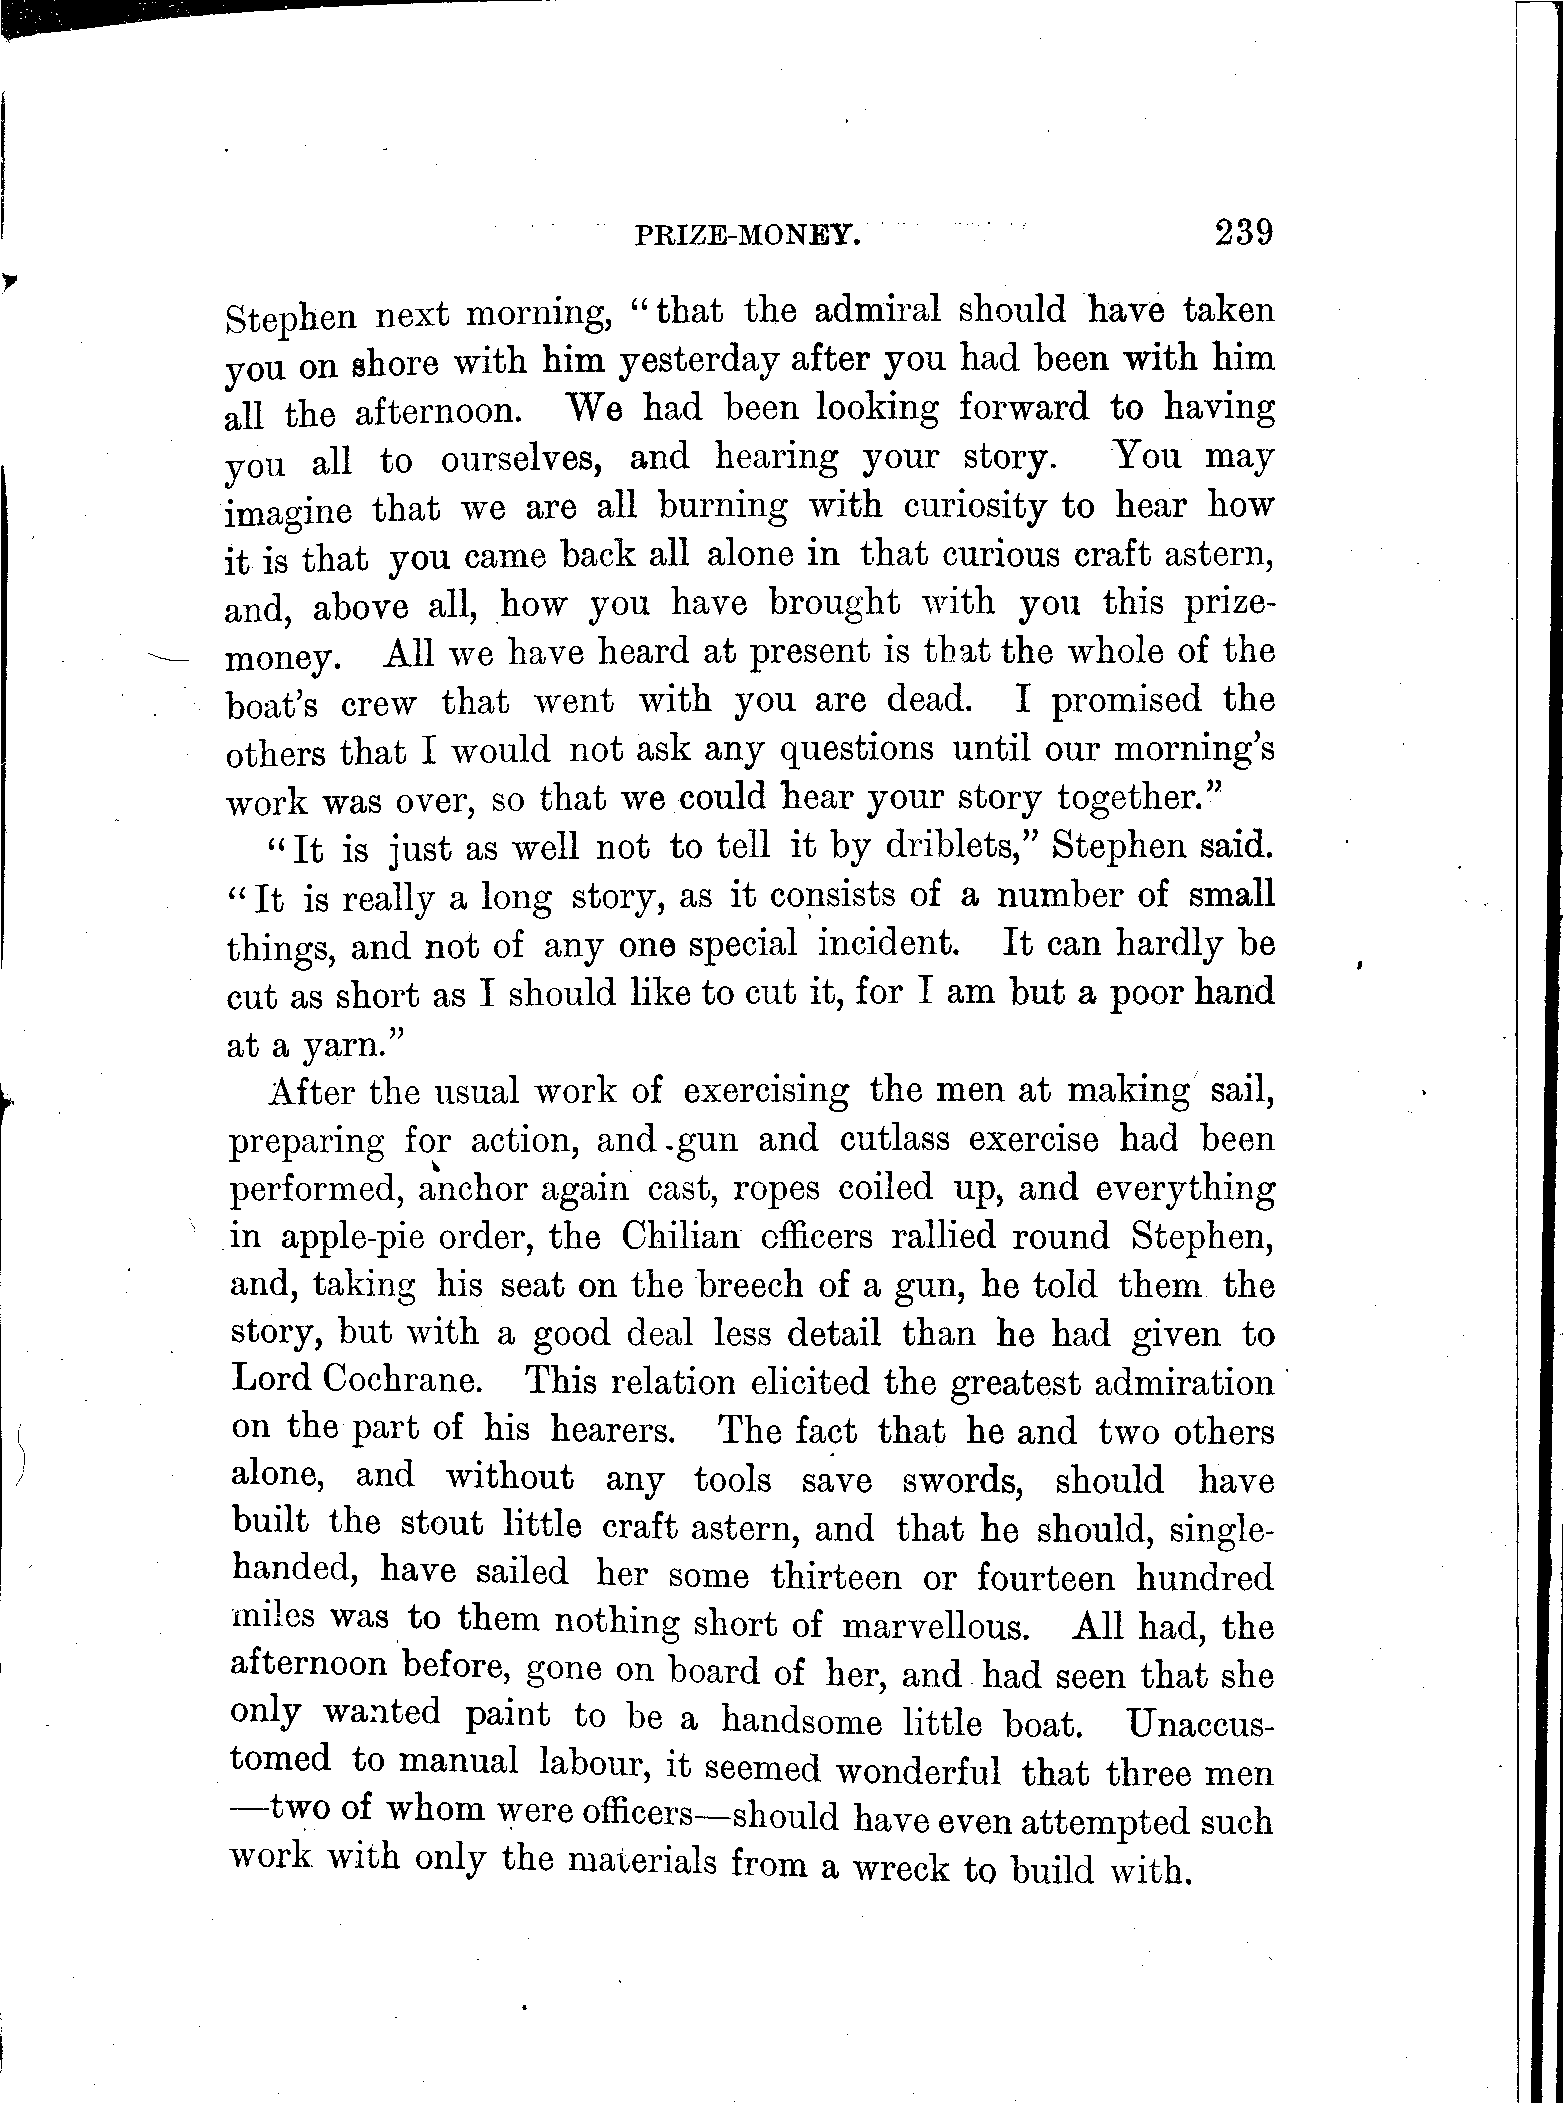 PRIZE-MONEY. 239
Stephen next morning, “that the admiral should have taken
you on shore with him yesterday after you had been with him
all the afternoon. We had been looking forward to having
you all to ourselves, and hearing your story. You may
imagine that we are all burning with curiosity to hear how
it is that you came back all alone in that curious craft astern,
and, above all, how you have brought with you this prize-
money. All we have heard at present is that the whole of the
boat’s crew that went with you are dead. I promised the
others that I would not ask any questions until our morning’s
work was over, so that we could hear your story together.”
“It is just as well not to tell it by driblets,” Stephen said.
“It is really a long story, as it consists of a number of small
things, and not of any one special incident. It can hardly be
cut as short as I should like to cut it, for I am but a poor hand
at a yarn.”
After the usual work of exercising the men at making sail,
preparing for action, and gun and cutlass exercise had been
performed, anchor again cast, ropes coiled up, and everything
in apple-pie order, the Chilian officers rallied round Stephen,
and, taking his seat on the breech of a gun, he told them the
story, but with a good deal less detail than he had given to
Lord Cochrane. This relation elicited the greatest admiration
on the part of his hearers. The fact that he and two others
alone, and without any tools save swords, should have
built the stout little craft astern, and that he should, single-
handed, have sailed her some thirteen or fourteen hundred
miles was to them nothing short of marvellous. All had, the
afternoon before, gone on board of her, and had seen that she
only wanted paint to be a handsome little boat. Unaccus-
tomed to manual labour, it seemed wonderful that three men
—two of whom were officers—should have even attempted such
work with only the materials from a wreck to build with.